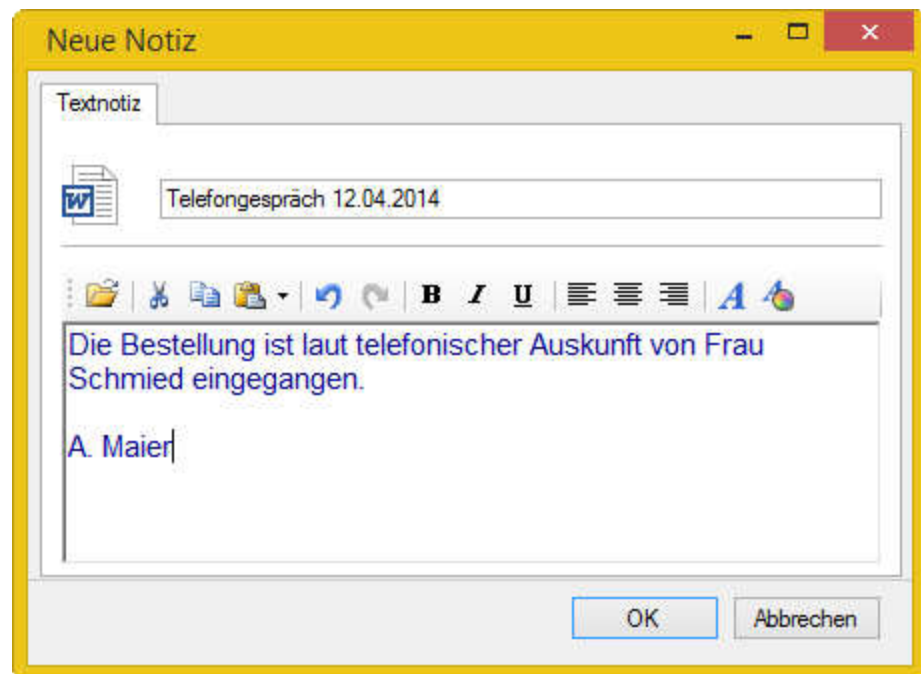 Neue Notiz
Textnotiz
Telefongespräch 12.04.2014
B I U
Die Bestellung ist laut telefonischer Auskunft von Frau
Schmied eingegangen.
A. Maier
OK Abbrechen